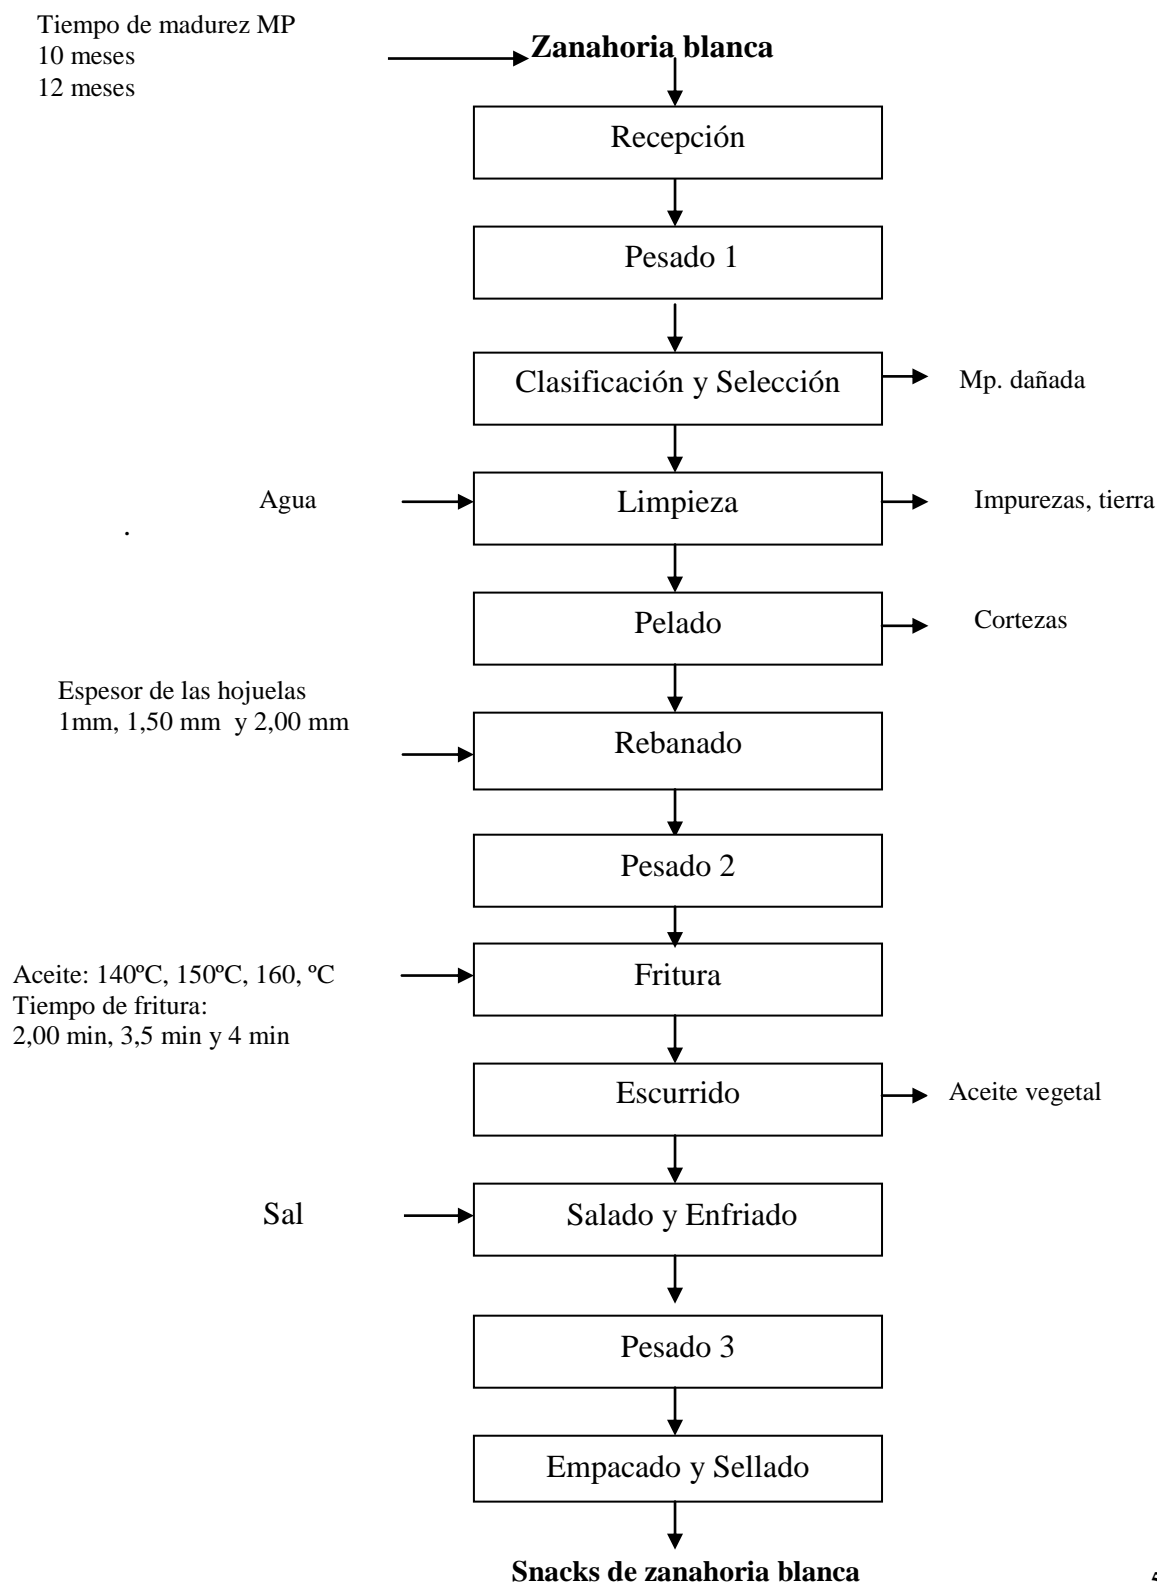 Tiempo de madurez MP
10 meses
12 meses
Zanahoria blanca
Recepción
Pesado 1
Clasificación y Selección
Mp. dañada
Agua
Limpieza
Impurezas, tierra
.
Pelado
Cortezas
Espesor de las hojuelas
1mm, 1,50 mm y 2,00 mm
Rebanado
Pesado 2
Aceite: 140ºC, 150ºC, 160, ºC
Tiempo de fritura:
2,00 min, 3,5 min y 4 min
Fritura
Escurrido
Aceite vegetal
Sal
Salado y Enfriado
Pesado 3
Empacado y Sellado
Snacks de zanahoria blanca